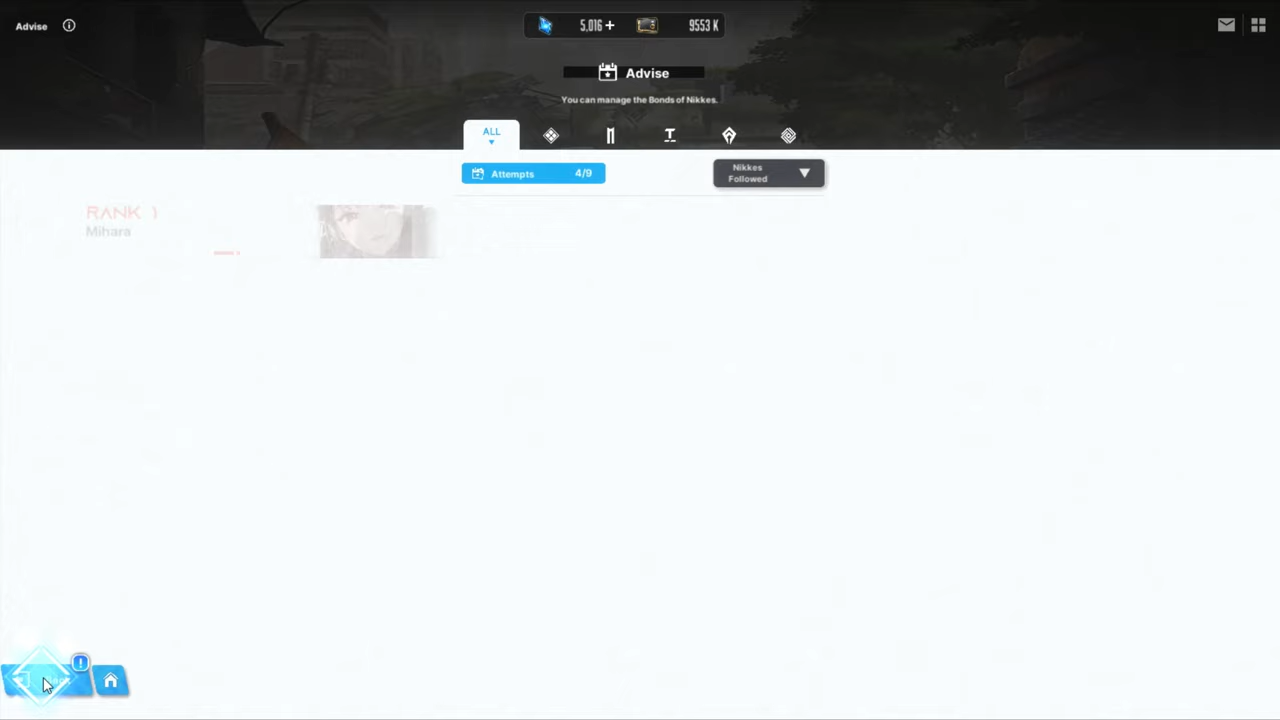 Advise
5,016 +
9553 K
Advise
You can manage the Bonds of Nikkes.
ALL
Attempts 4/9
Nikkes
Followed
RANK
Mihara